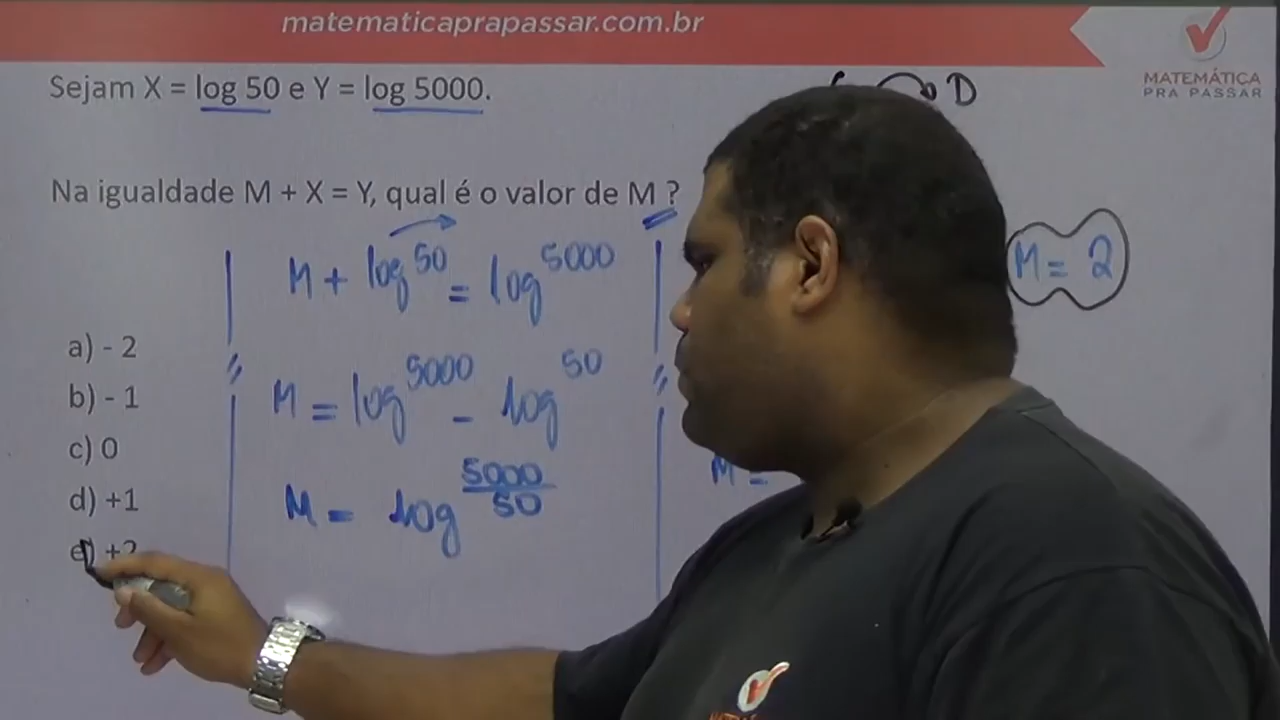 matematicaprapassar.com.br
MATEMÁTICA
PRA PASSAR
Sejam X = log 50 e Y = log 5000.
D
Na igualdade M + X = Y, qual é o valor de M ?
M + log 50 = log 5000
M = 2
a) - 2
M = log 5000 - log 50
b) - 1
c) 0
M =
M = log 5000/50
d) +1
e) +2